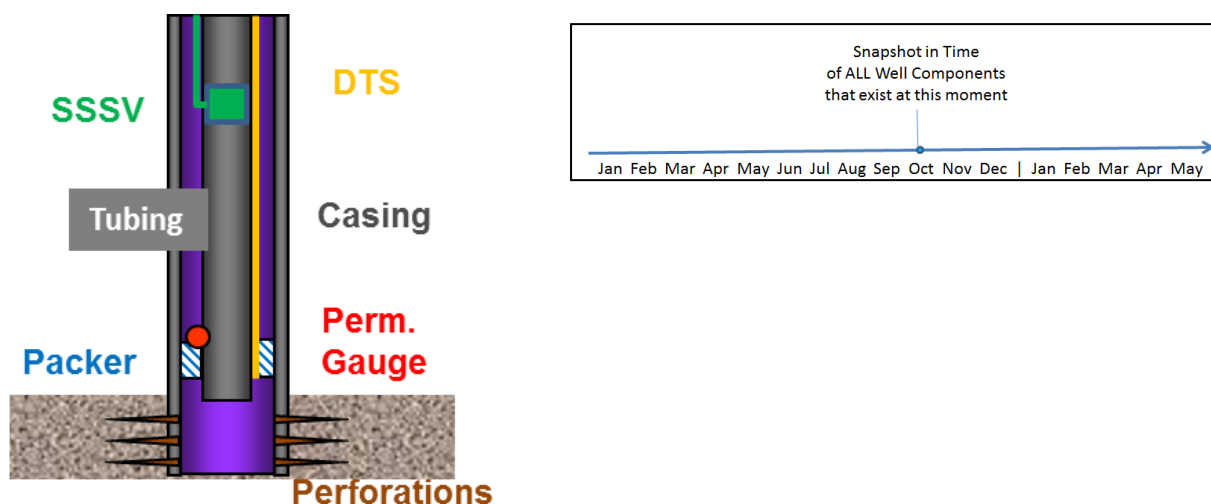 SSSV
DTS
Tubing
Casing
Packer
Perm.
Gauge
Perforations
Snapshot in Time
of ALL Well Components
that exist at this moment
Jan Feb Mar Apr May Jun Jul Aug Sep Oct Nov Dec | Jan Feb Mar Apr May